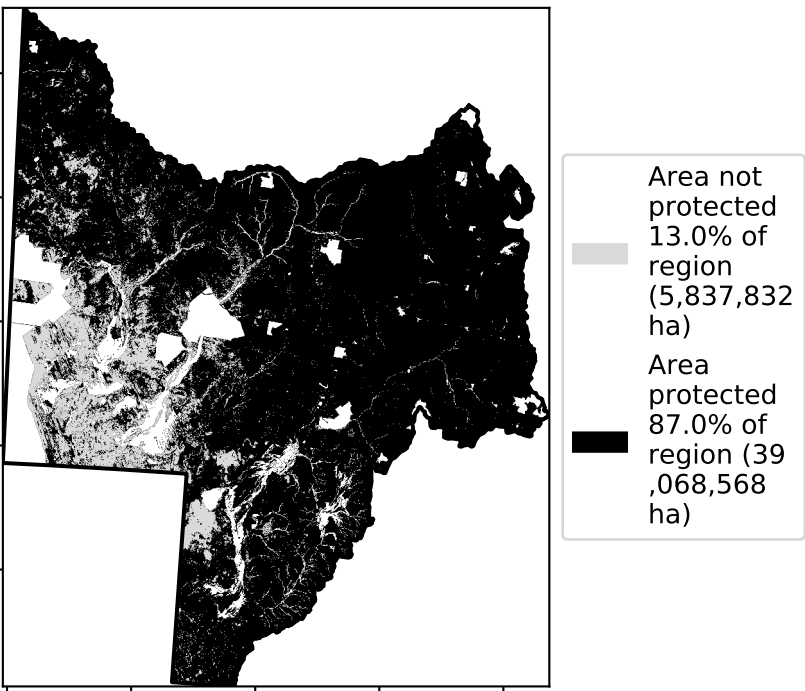 Area not
protected
13.0% of
region
(5,837,832
ha)
Area
protected
87.0% of
region (39
,068,568
ha)